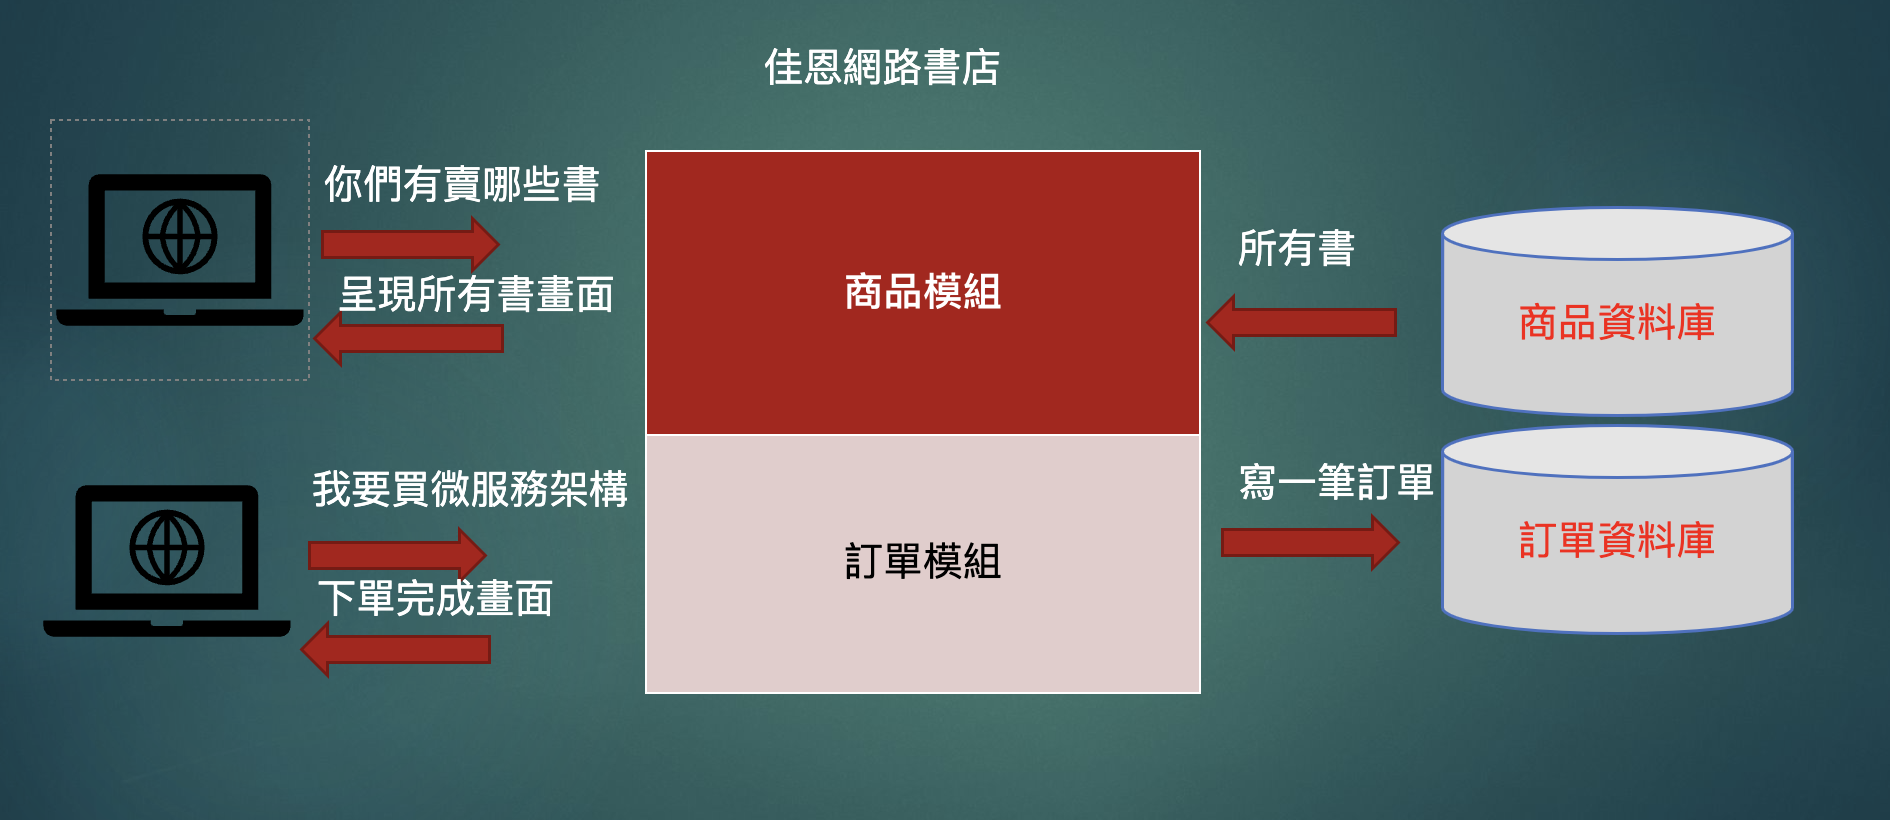 佳恩網路書店
你們有賣哪些書
呈現所有書畫面
商品模組
所有書
商品資料庫
我要買微服務架構
下單完成畫面
訂單模組
寫一筆訂單
訂單資料庫